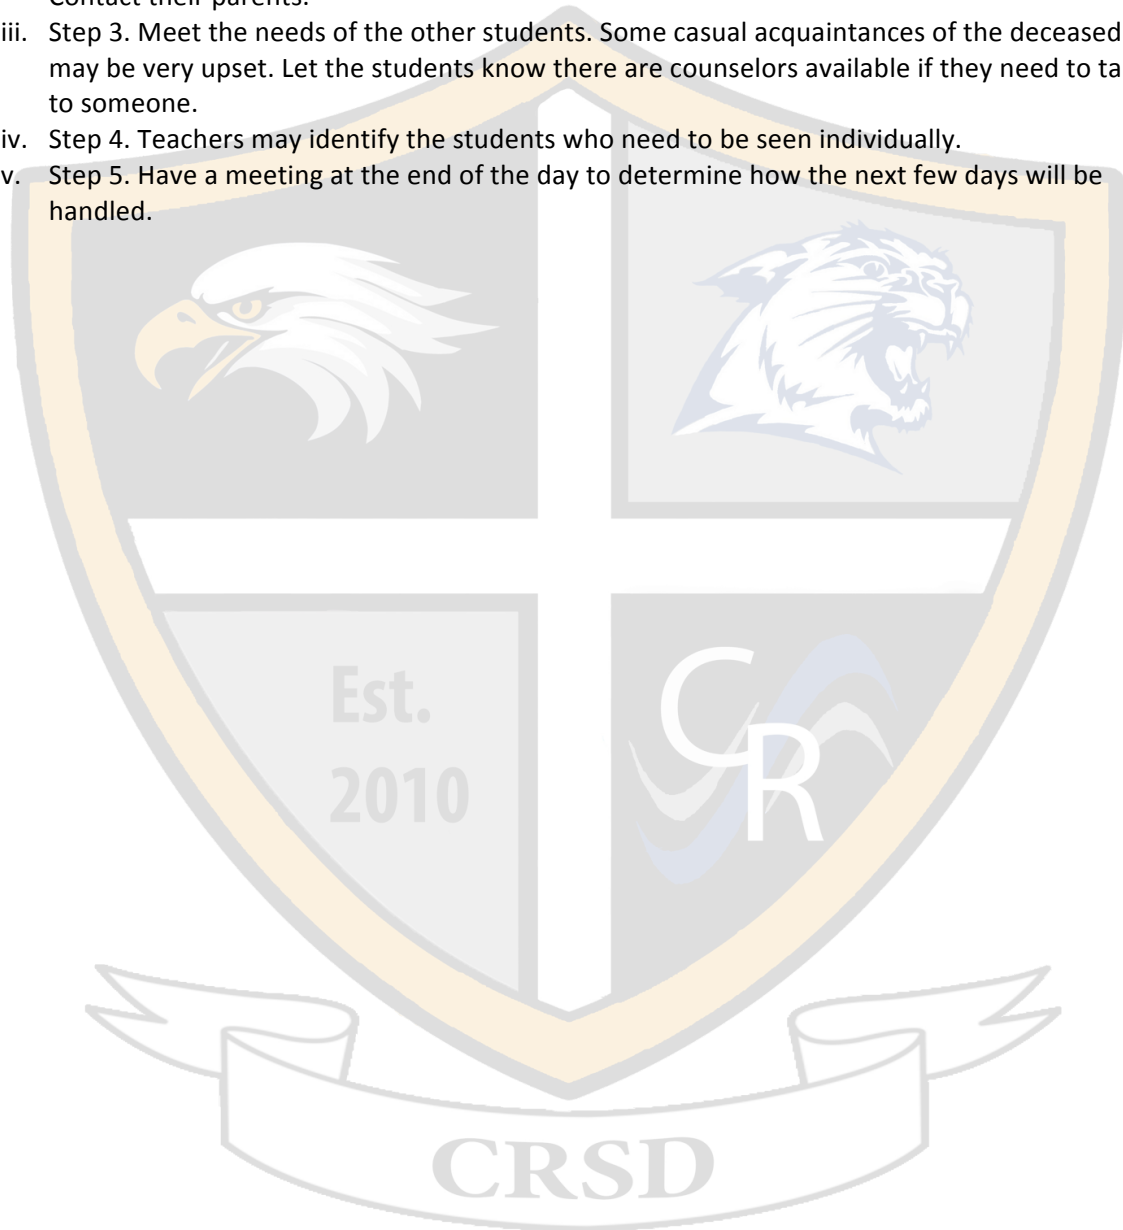 Contact their parents.
iii. Step 3. Meet the needs of the other students. Some casual acquaintances of the deceased
may be very upset. Let the students know there are counselors available if they need to ta
to someone.
iv. Step 4. Teachers may identify the students who need to be seen individually.
v. Step 5. Have a meeting at the end of the day to determine how the next few days will be
handled.
Est.
2010
CR
CRSD